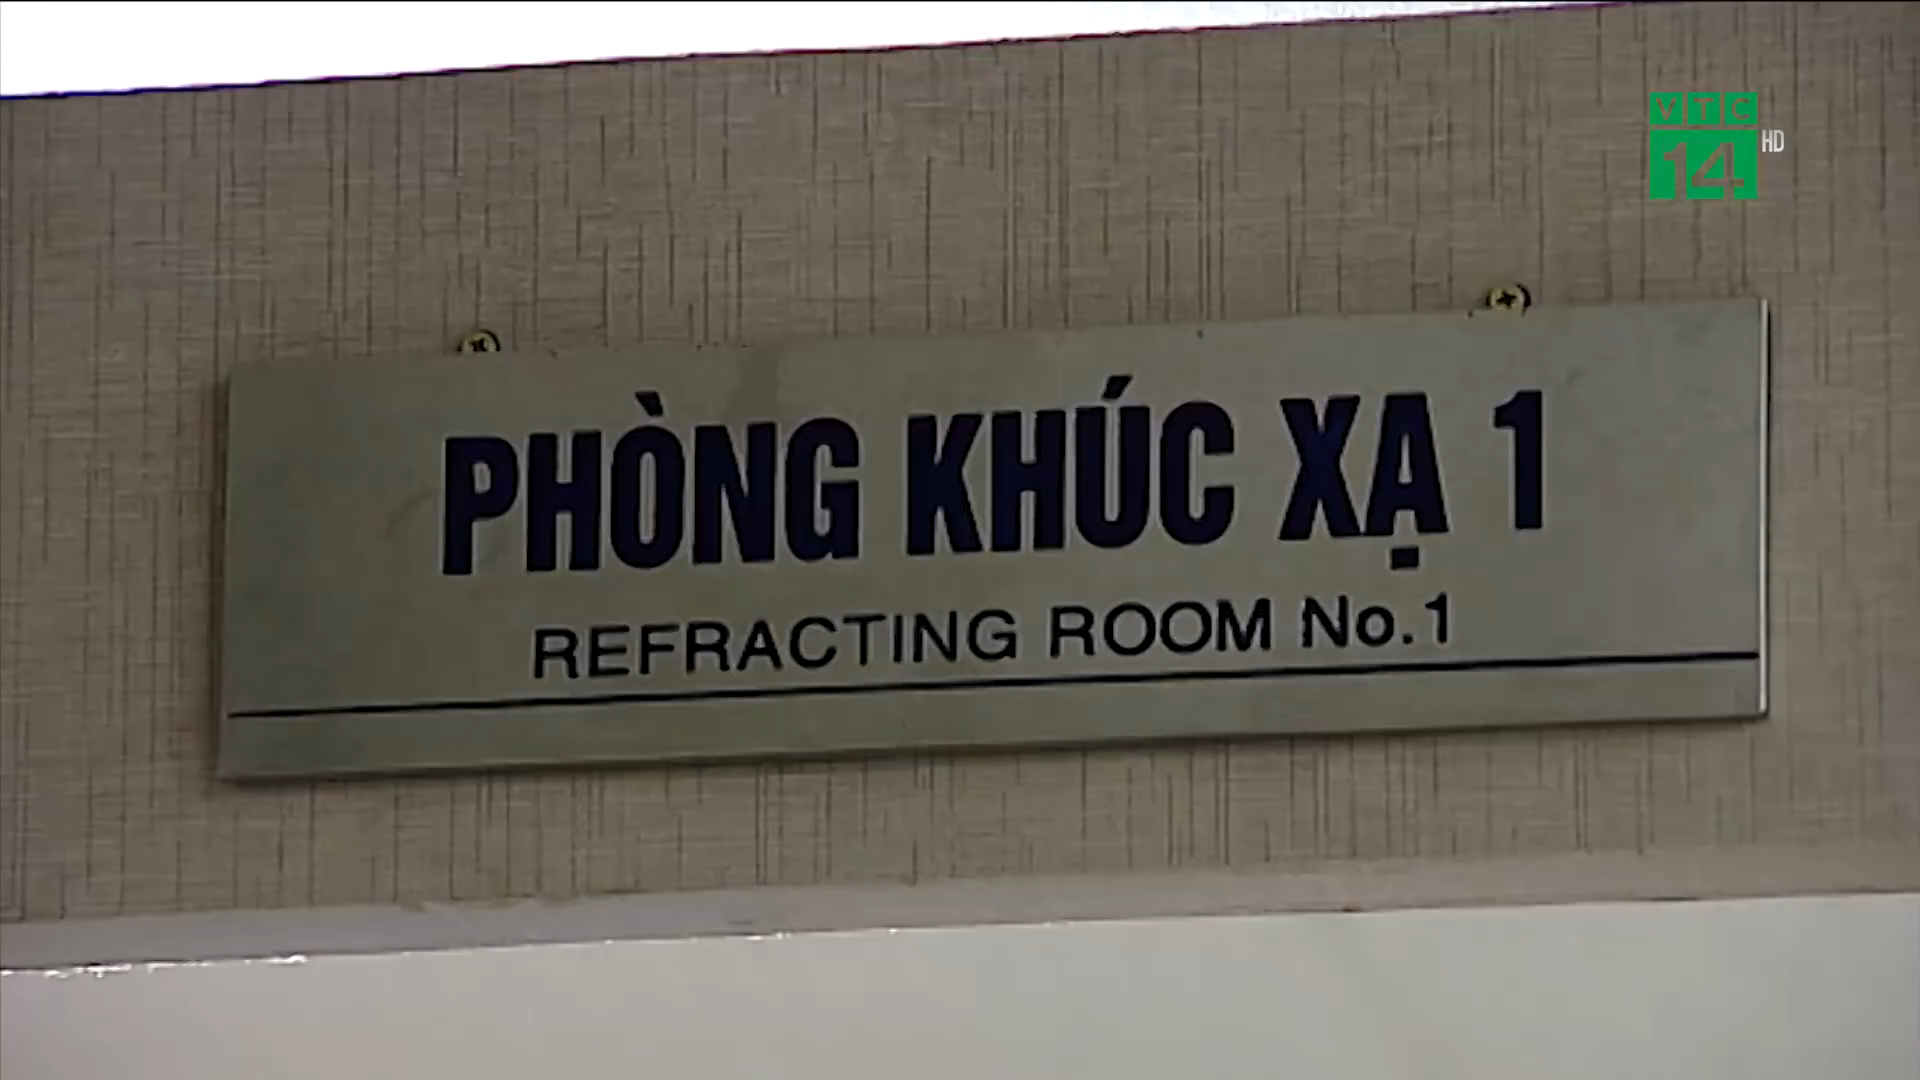 VTC
14 HD
PHÒNG KHÚC XẠ 1
REFRACTING ROOM No.1